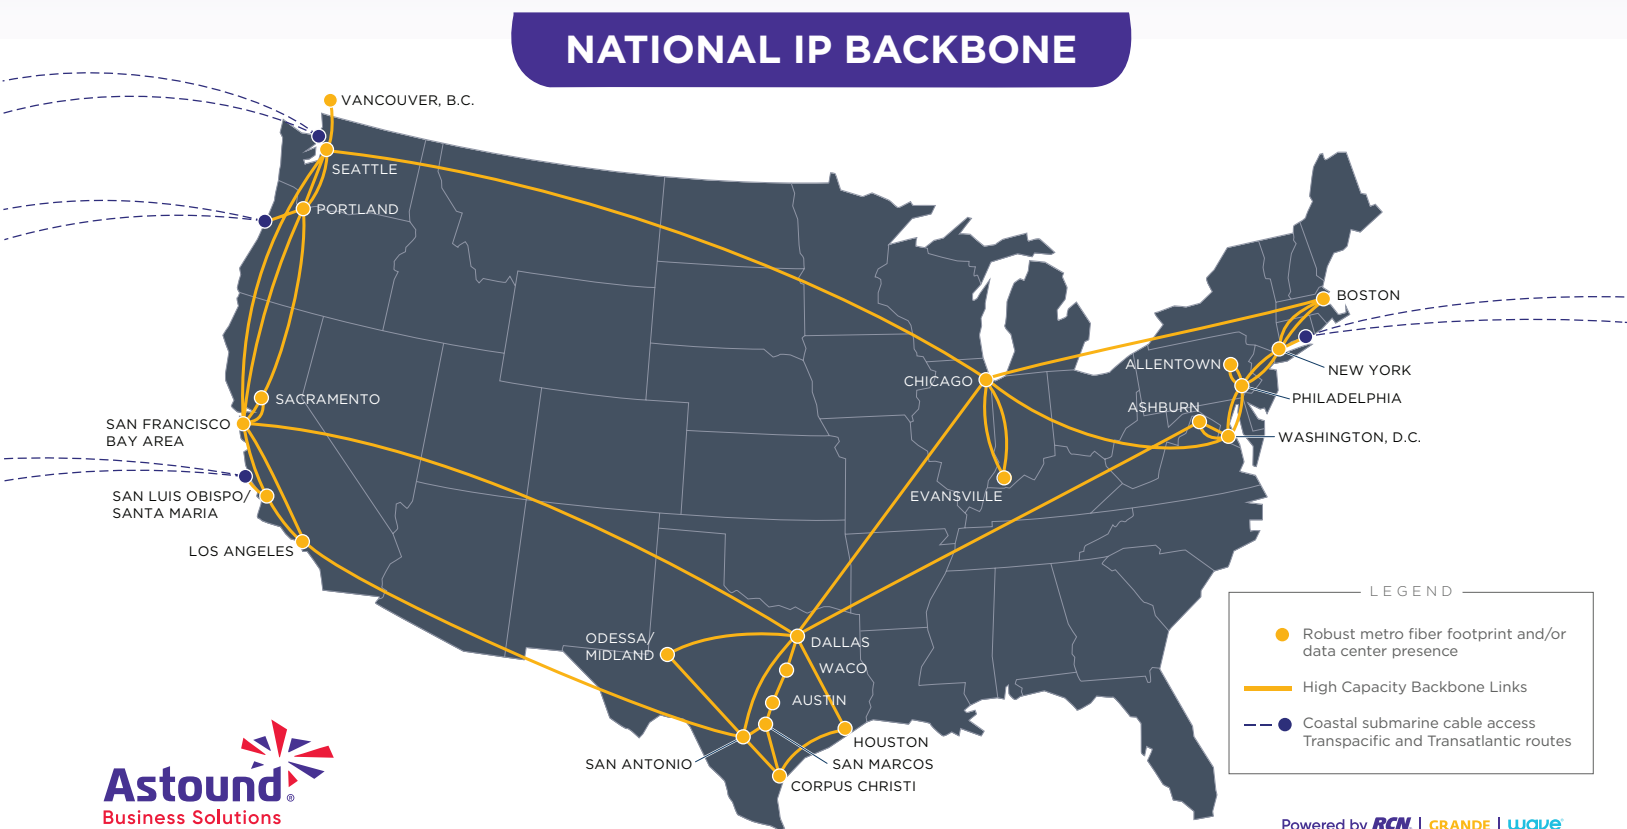 NATIONAL IP BACKBONE
VANCOUVER, B.C.
SEATTLE
PORTLAND
SACRAMENTO
SAN FRANCISCO
BAY AREA
SAN LUIS OBISPO/
SANTA MARIA
LOS ANGELES
CHICAGO
EVANSVILLE
BOSTON
NEW YORK
ALLENTOWN
PHILADELPHIA
ASHBURN
WASHINGTON, D.C.
ODESSA/
MIDLAND
DALLAS
WACO
AUSTIN
HOUSTON
SAN ANTONIO
SAN MARCOS
CORPUS CHRISTI
LEGEND
Robust metro fiber footprint and/or
data center presence
High Capacity Backbone Links
Coastal submarine cable access
Transpacific and Transatlantic routes
Astound®
Business Solutions
Powered by RCN | GRANDE | wave